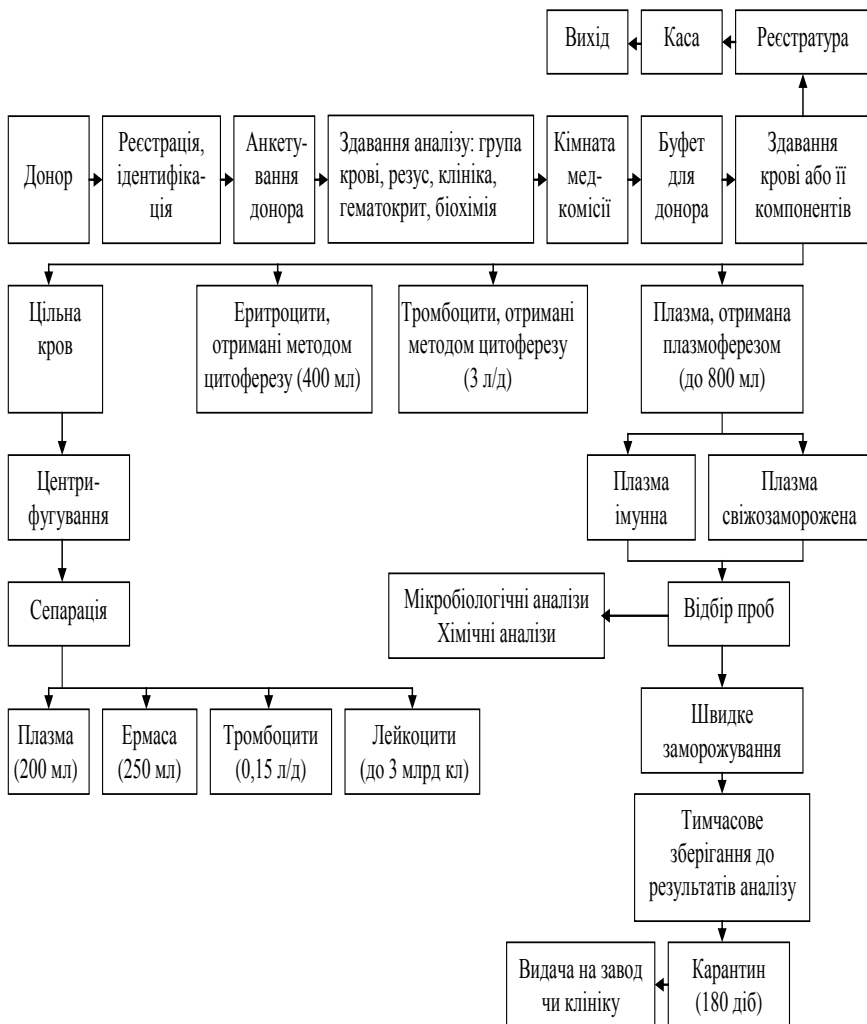 Вихід
Каса
Реєстратура
Донор
Реєстрація,
ідентифіка-
ція
Анкету-
вання
донора
Здавання аналізу: група
крові, резус, клініка,
гематокрит, біохімія
Кімната
мед-
комісії
Буфет
для
донора
Здавання
крові або її
компонентів
Цільна
кров
Еритроцити,
отримані методом
цитоферезу (400 мл)
Тромбоцити, отримані
методом цитоферезу
(3 л/д)
Плазма, отримана
плазмоферезом
(до 800 мл)
Центри-
фугування
Плазма
імунна
Плазма
свіжозаморожена
Сепарація
Мікробіологічні аналізи
Хімічні аналізи
Відбір проб
Плазма
(200 мл)
Ермаса
(250 мл)
Тромбоцити
(0,15 л/д)
Лейкоцити
(до 3 млрд кл)
Швидке
заморожування
Тимчасове
зберігання до
результатів аналізу
Видача на завод
чи клініку
Карантин
(180 діб)